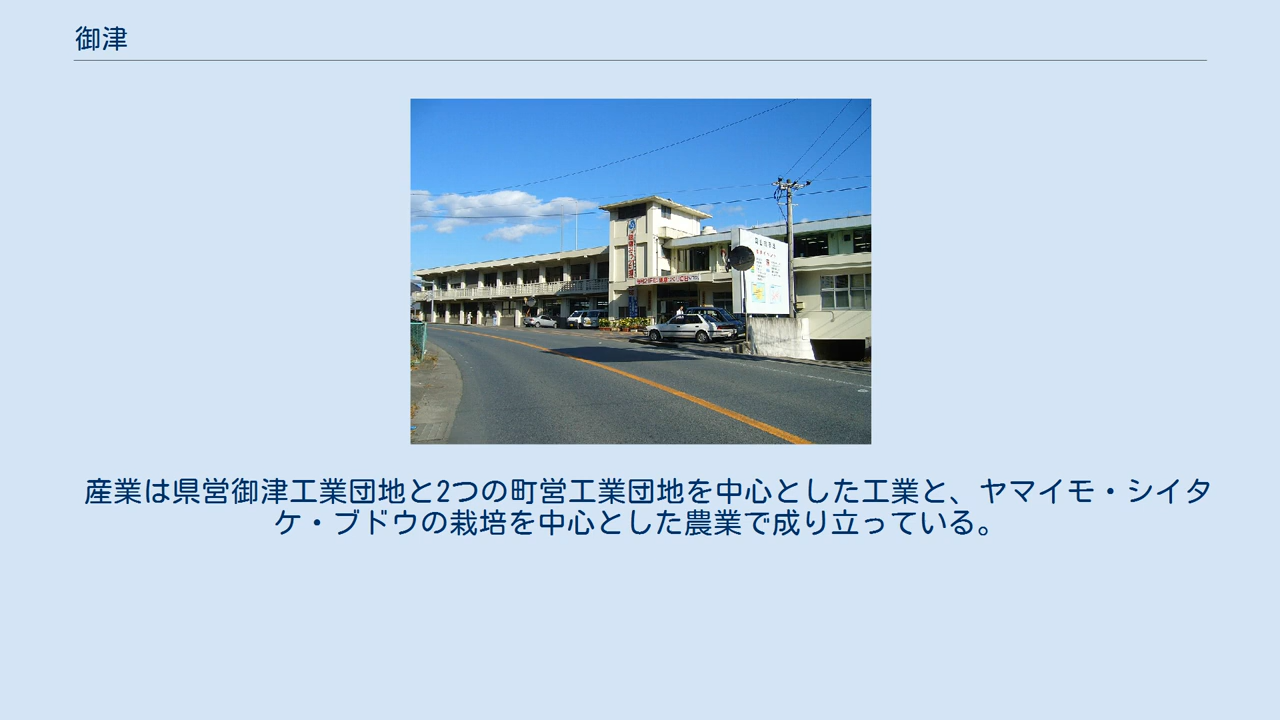 御津
産業は県営御津工業団地と2つの町営工業団地を中心とした工業と、ヤマイモ・シイタ
ケ・ブドウの栽培を中心とした農業で成り立っている。